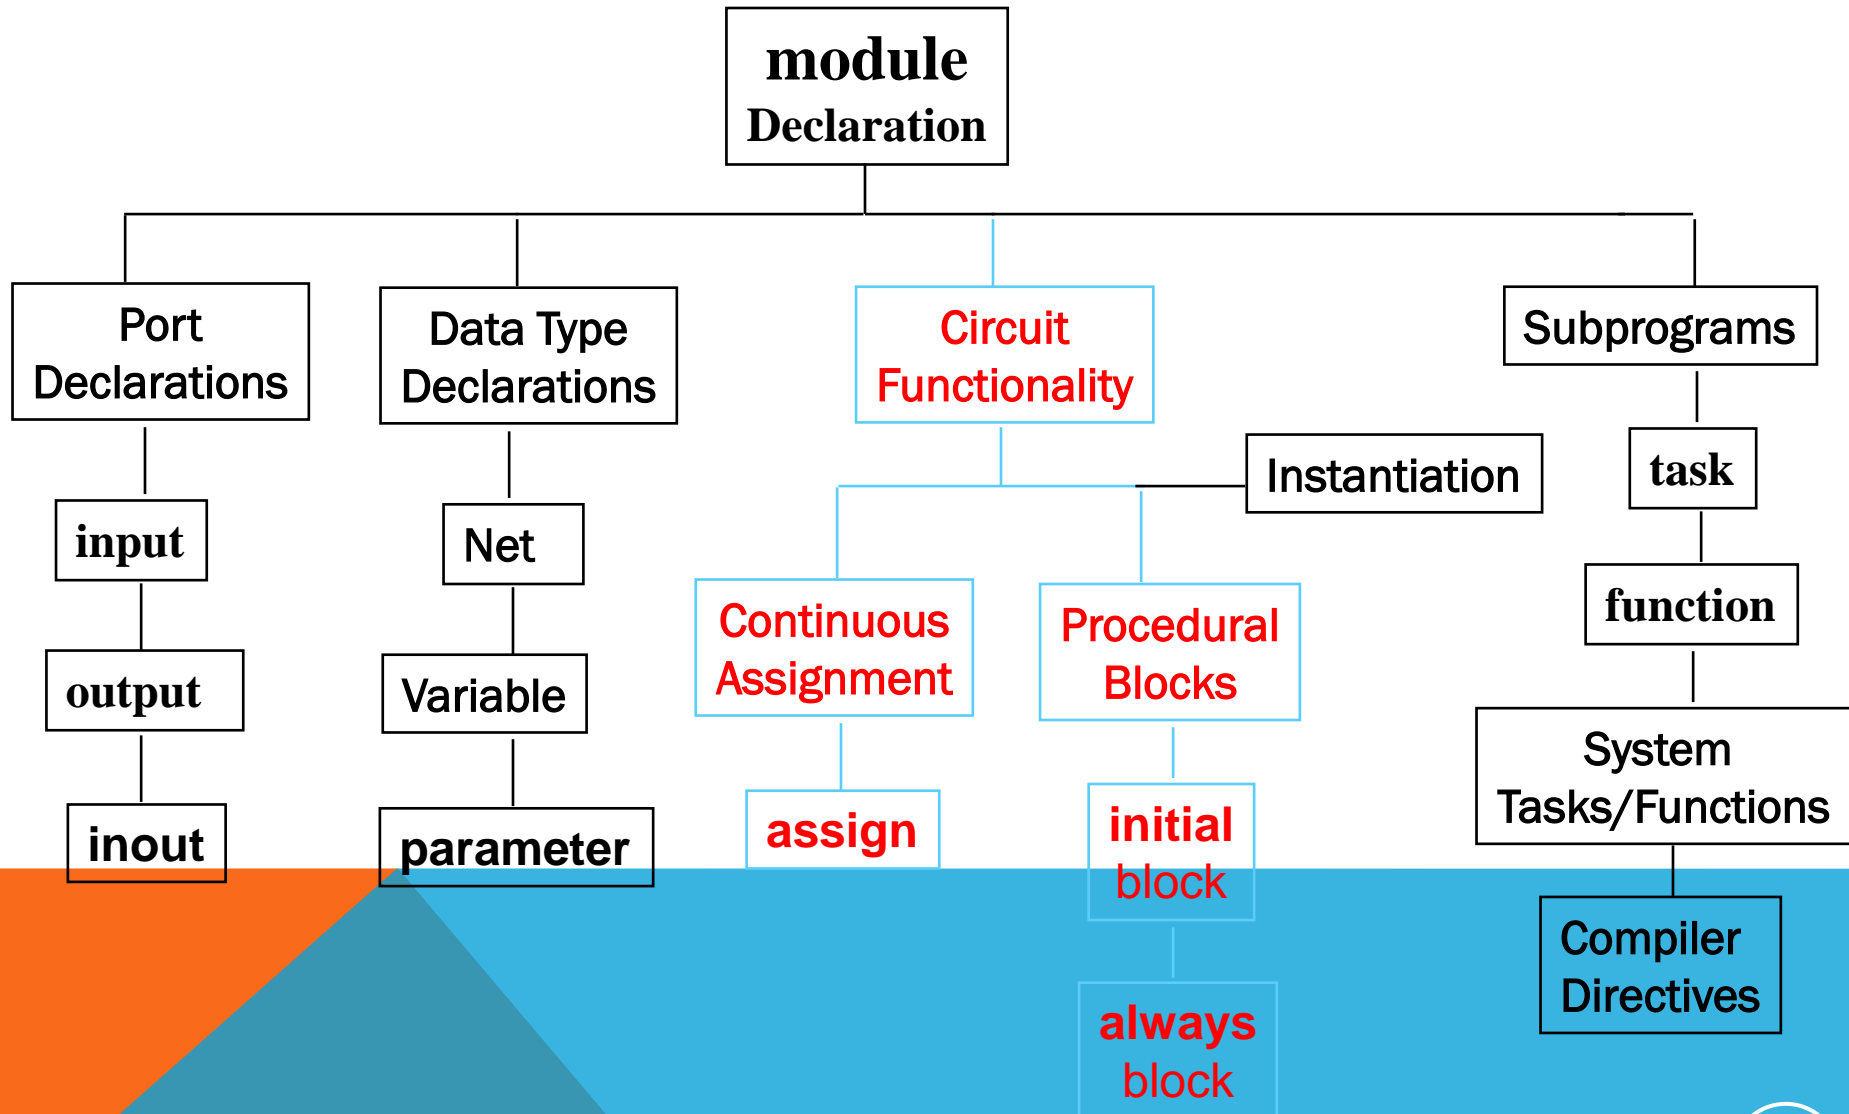 module
Declaration
Port
Declarations
Data Type
Declarations
Circuit
Functionality
Subprograms
Instantiation
task
input
Net
function
Continuous
Assignment
Procedural
Blocks
output
Variable
System
Tasks/Functions
inout
parameter
assign
initial
block
Compiler
Directives
always
block